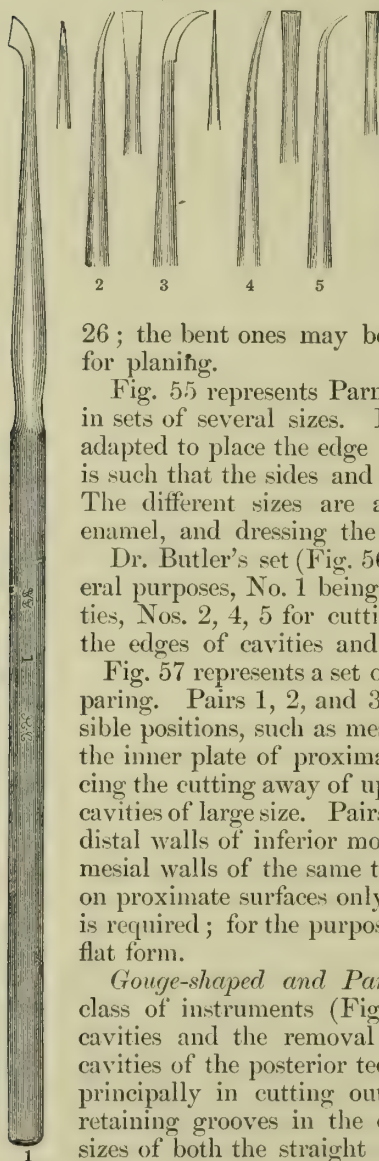 2 3 4 5
26; the bent ones may b
for planing.
Fig. 55 represents Parm
in sets of several sizes.
adapted to place the edge
is such that the sides and
The different sizes are a
enamel, and dressing the
Dr. Butler's set (Fig. 56
eral purposes, No. 1 being
ties, Nos. 2, 4, 5 for cutti
the edges of cavities and
Fig. 57 represents a set o
paring. Pairs 1, 2, and 3
sible positions, such as me
the inner plate of proxima
cing the cutting away of up
cavities of large size. Pairs
distal walls of inferior mo
mesial walls of the same t
on proximate surfaces only
is required; for the purpos
flat form.
Gouge-shaped and Par
class of instruments (Fig
cavities and the removal
cavities of the posterior tee
principally in cutting ou
retaining grooves in the
sizes of both the straight
1